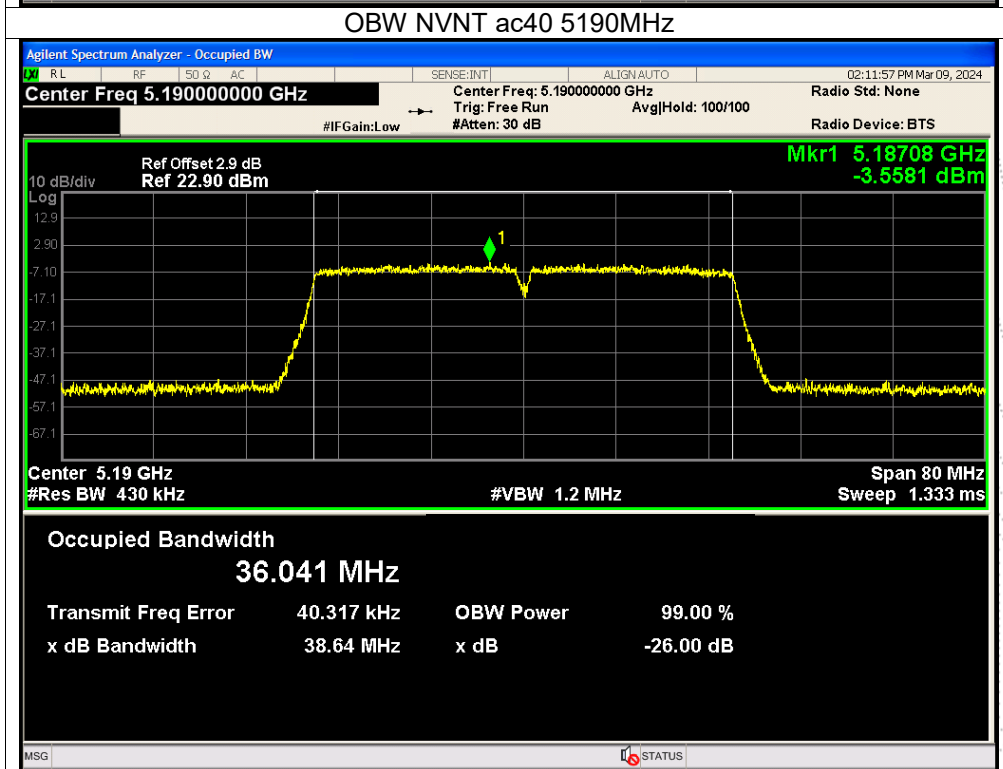 OBW NVNT ac40 5190MHz
Agilent Spectrum Analyzer - Occupied BW
LXI RL RF 50 Ω AC SENSE:INT ALIGN AUTO 02:11:57 PM Mar 09, 2024
Center Freq 5.190000000 GHz Center Freq: 5.190000000 GHz Radio Std: None
Trig: Free Run Avg|Hold: 100/100
#IFGain:Low #Atten: 30 dB Radio Device: BTS
Mkr1 5.18708 GHz
Ref Offset 2.9 dB
10 dB/div Ref 22.90 dBm -3.5581 dBm
Log
12.9
2.90
1
-7.10
-17.1
-27.1
-37.1
-47.1
-57.1
-67.1
Center 5.19 GHz Span 80 MHz
#Res BW 430 kHz #VBW 1.2 MHz Sweep 1.333 ms
Occupied Bandwidth
36.041 MHz
Transmit Freq Error 40.317 kHz OBW Power 99.00 %
x dB Bandwidth 38.64 MHz x dB -26.00 dB
MSG STATUS